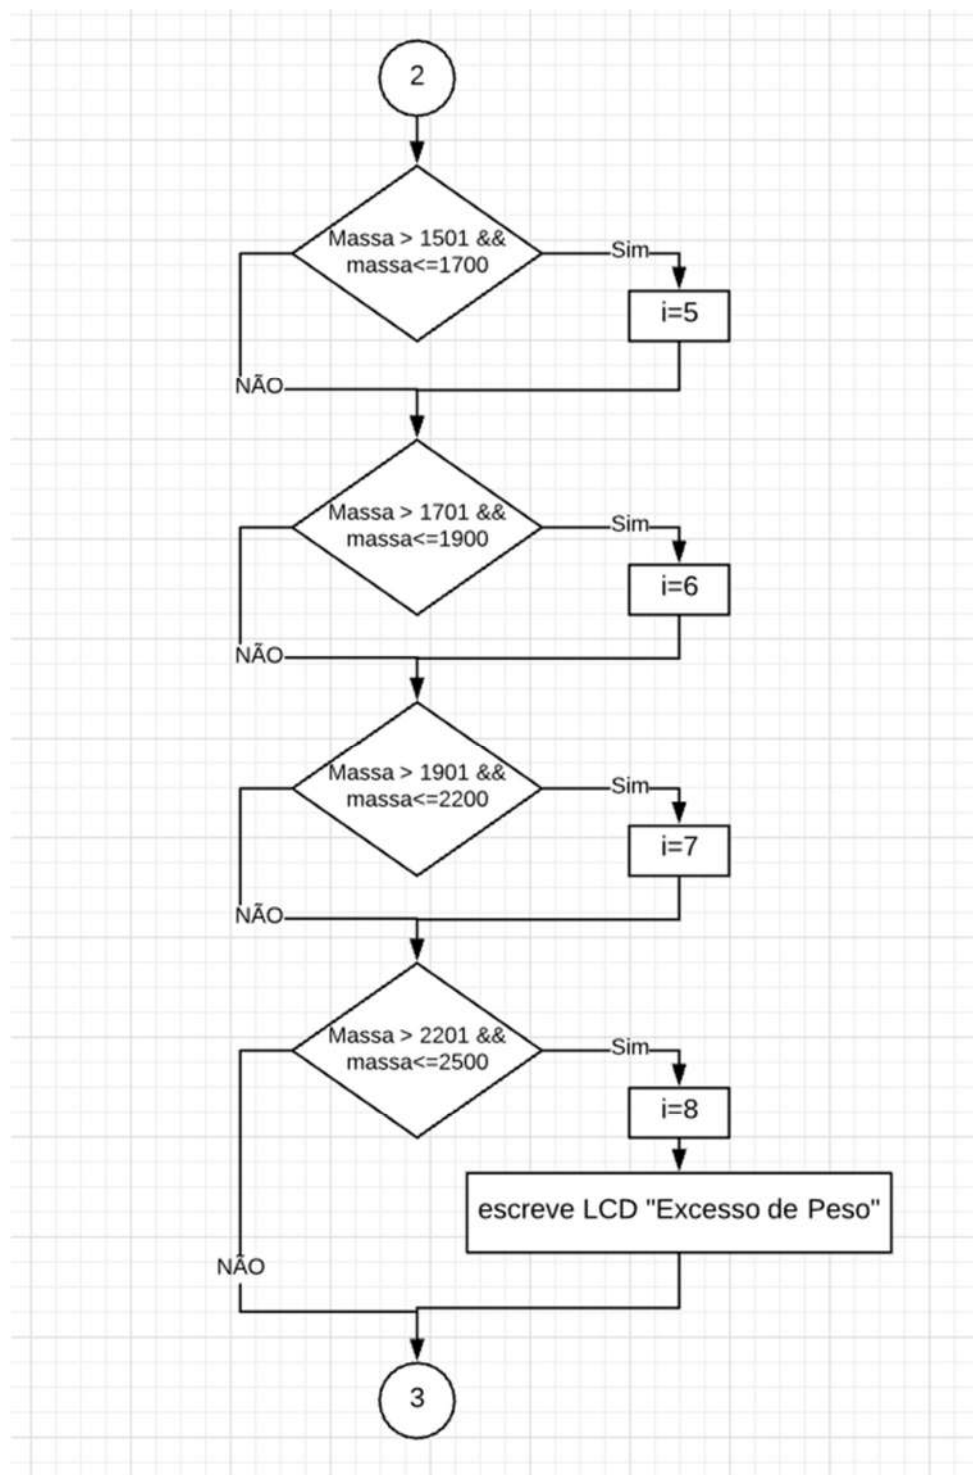 2
Massa > 1501 &&
massa<=1700
Sim
i=5
NÃO
Massa > 1701 &&
massa<=1900
Sim
i=6
NÃO
Massa > 1901 &&
massa<=2200
Sim
i=7
NÃO
Massa > 2201 &&
massa<=2500
Sim
i=8
escreve LCD "Excesso de Peso"
NÃO
3